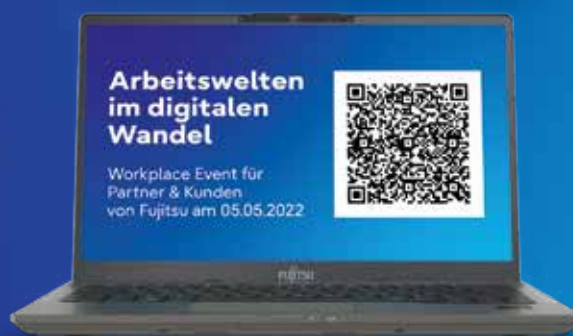 Arbeitswelten
im digitalen
Wandel
Workplace Event für
Partner & Kunden
von Fujitsu am 05.05.2022
FUJITSU